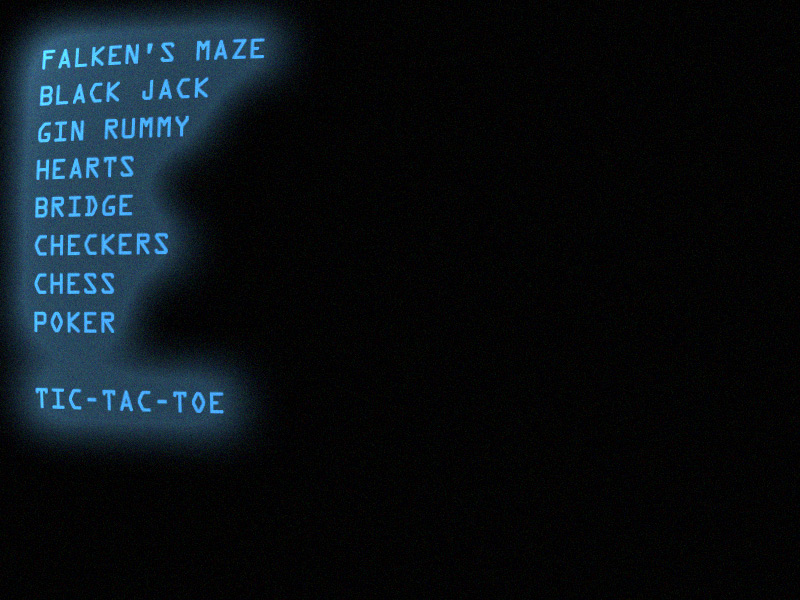 FALKEN'S MAZE
BLACK JACK
GIN RUMMY
HEARTS
BRIDGE
CHECKERS
CHESS
POKER
TIC-TAC-TOE